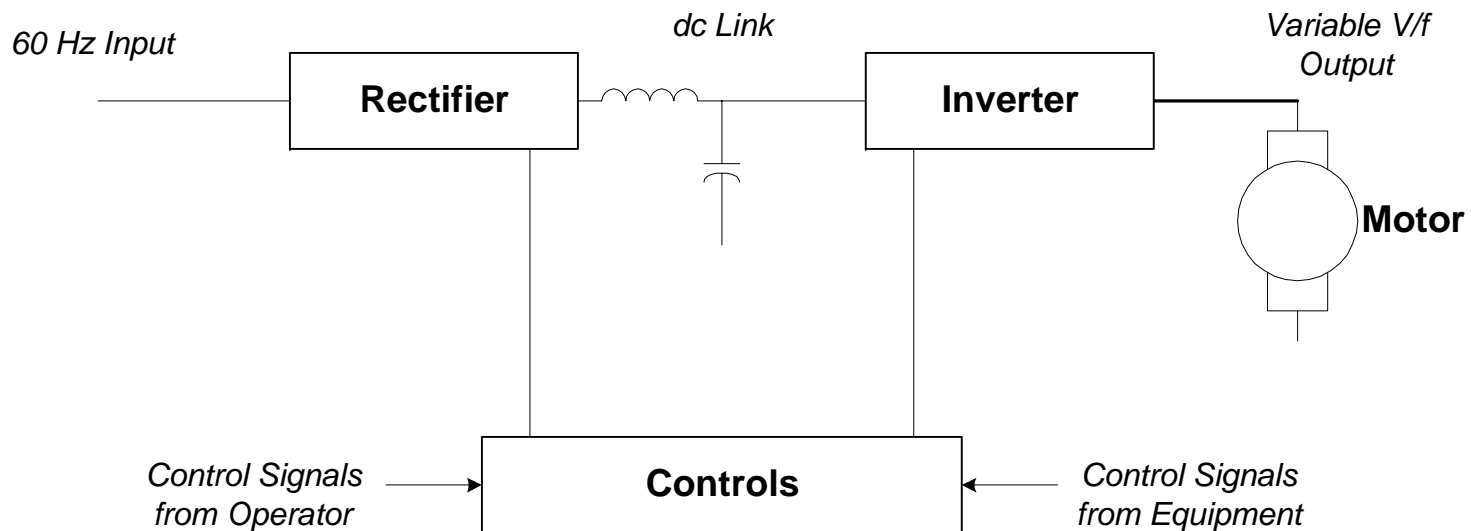 60 Hz Input
dc Link
Variable V/f
Output
Rectifier
Inverter
Motor
Control Signals
from Operator
Controls
Control Signals
from Equipment